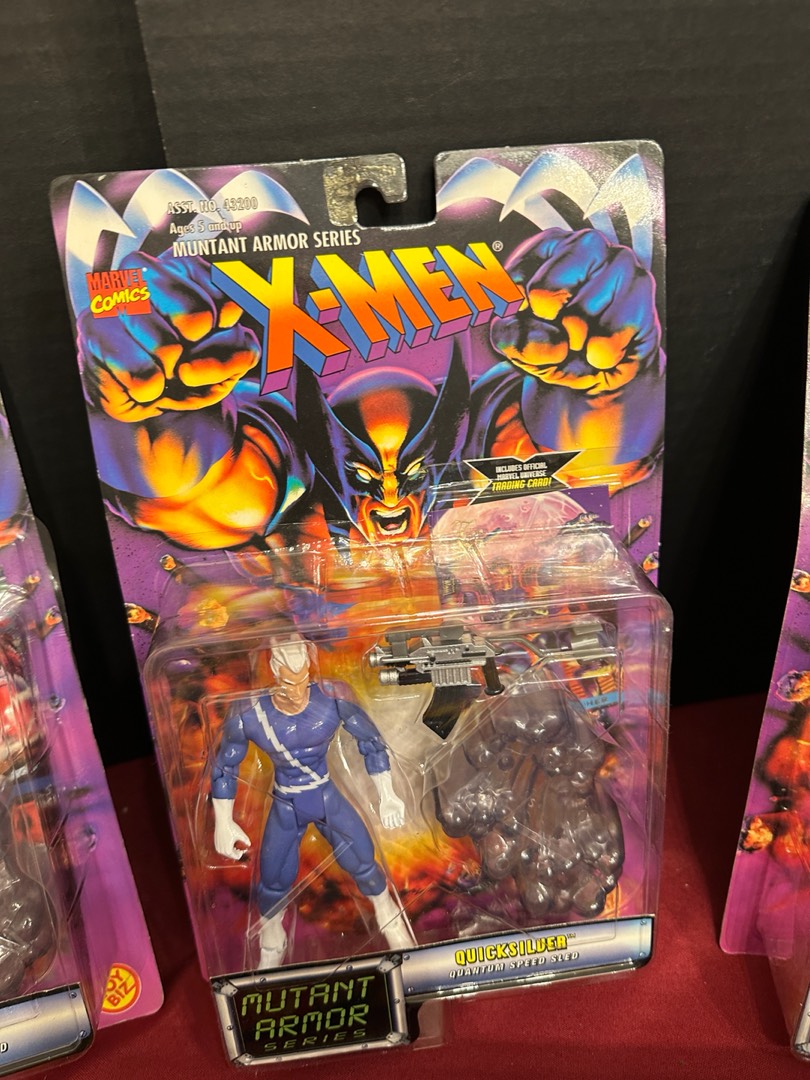 ASST. NO. 43200
Ages 5 and up
MUNTANT ARMOR SERIES
MARVEL
COMICS
X-MEN®
INCLUDES OFFICIAL
MARVEL UNIVERSE
TRADING CARD!
QUICKSILVER™
QUANTUM SPEED SLED
MUTANT
ARMOR
SERIES
TOY
BIZ